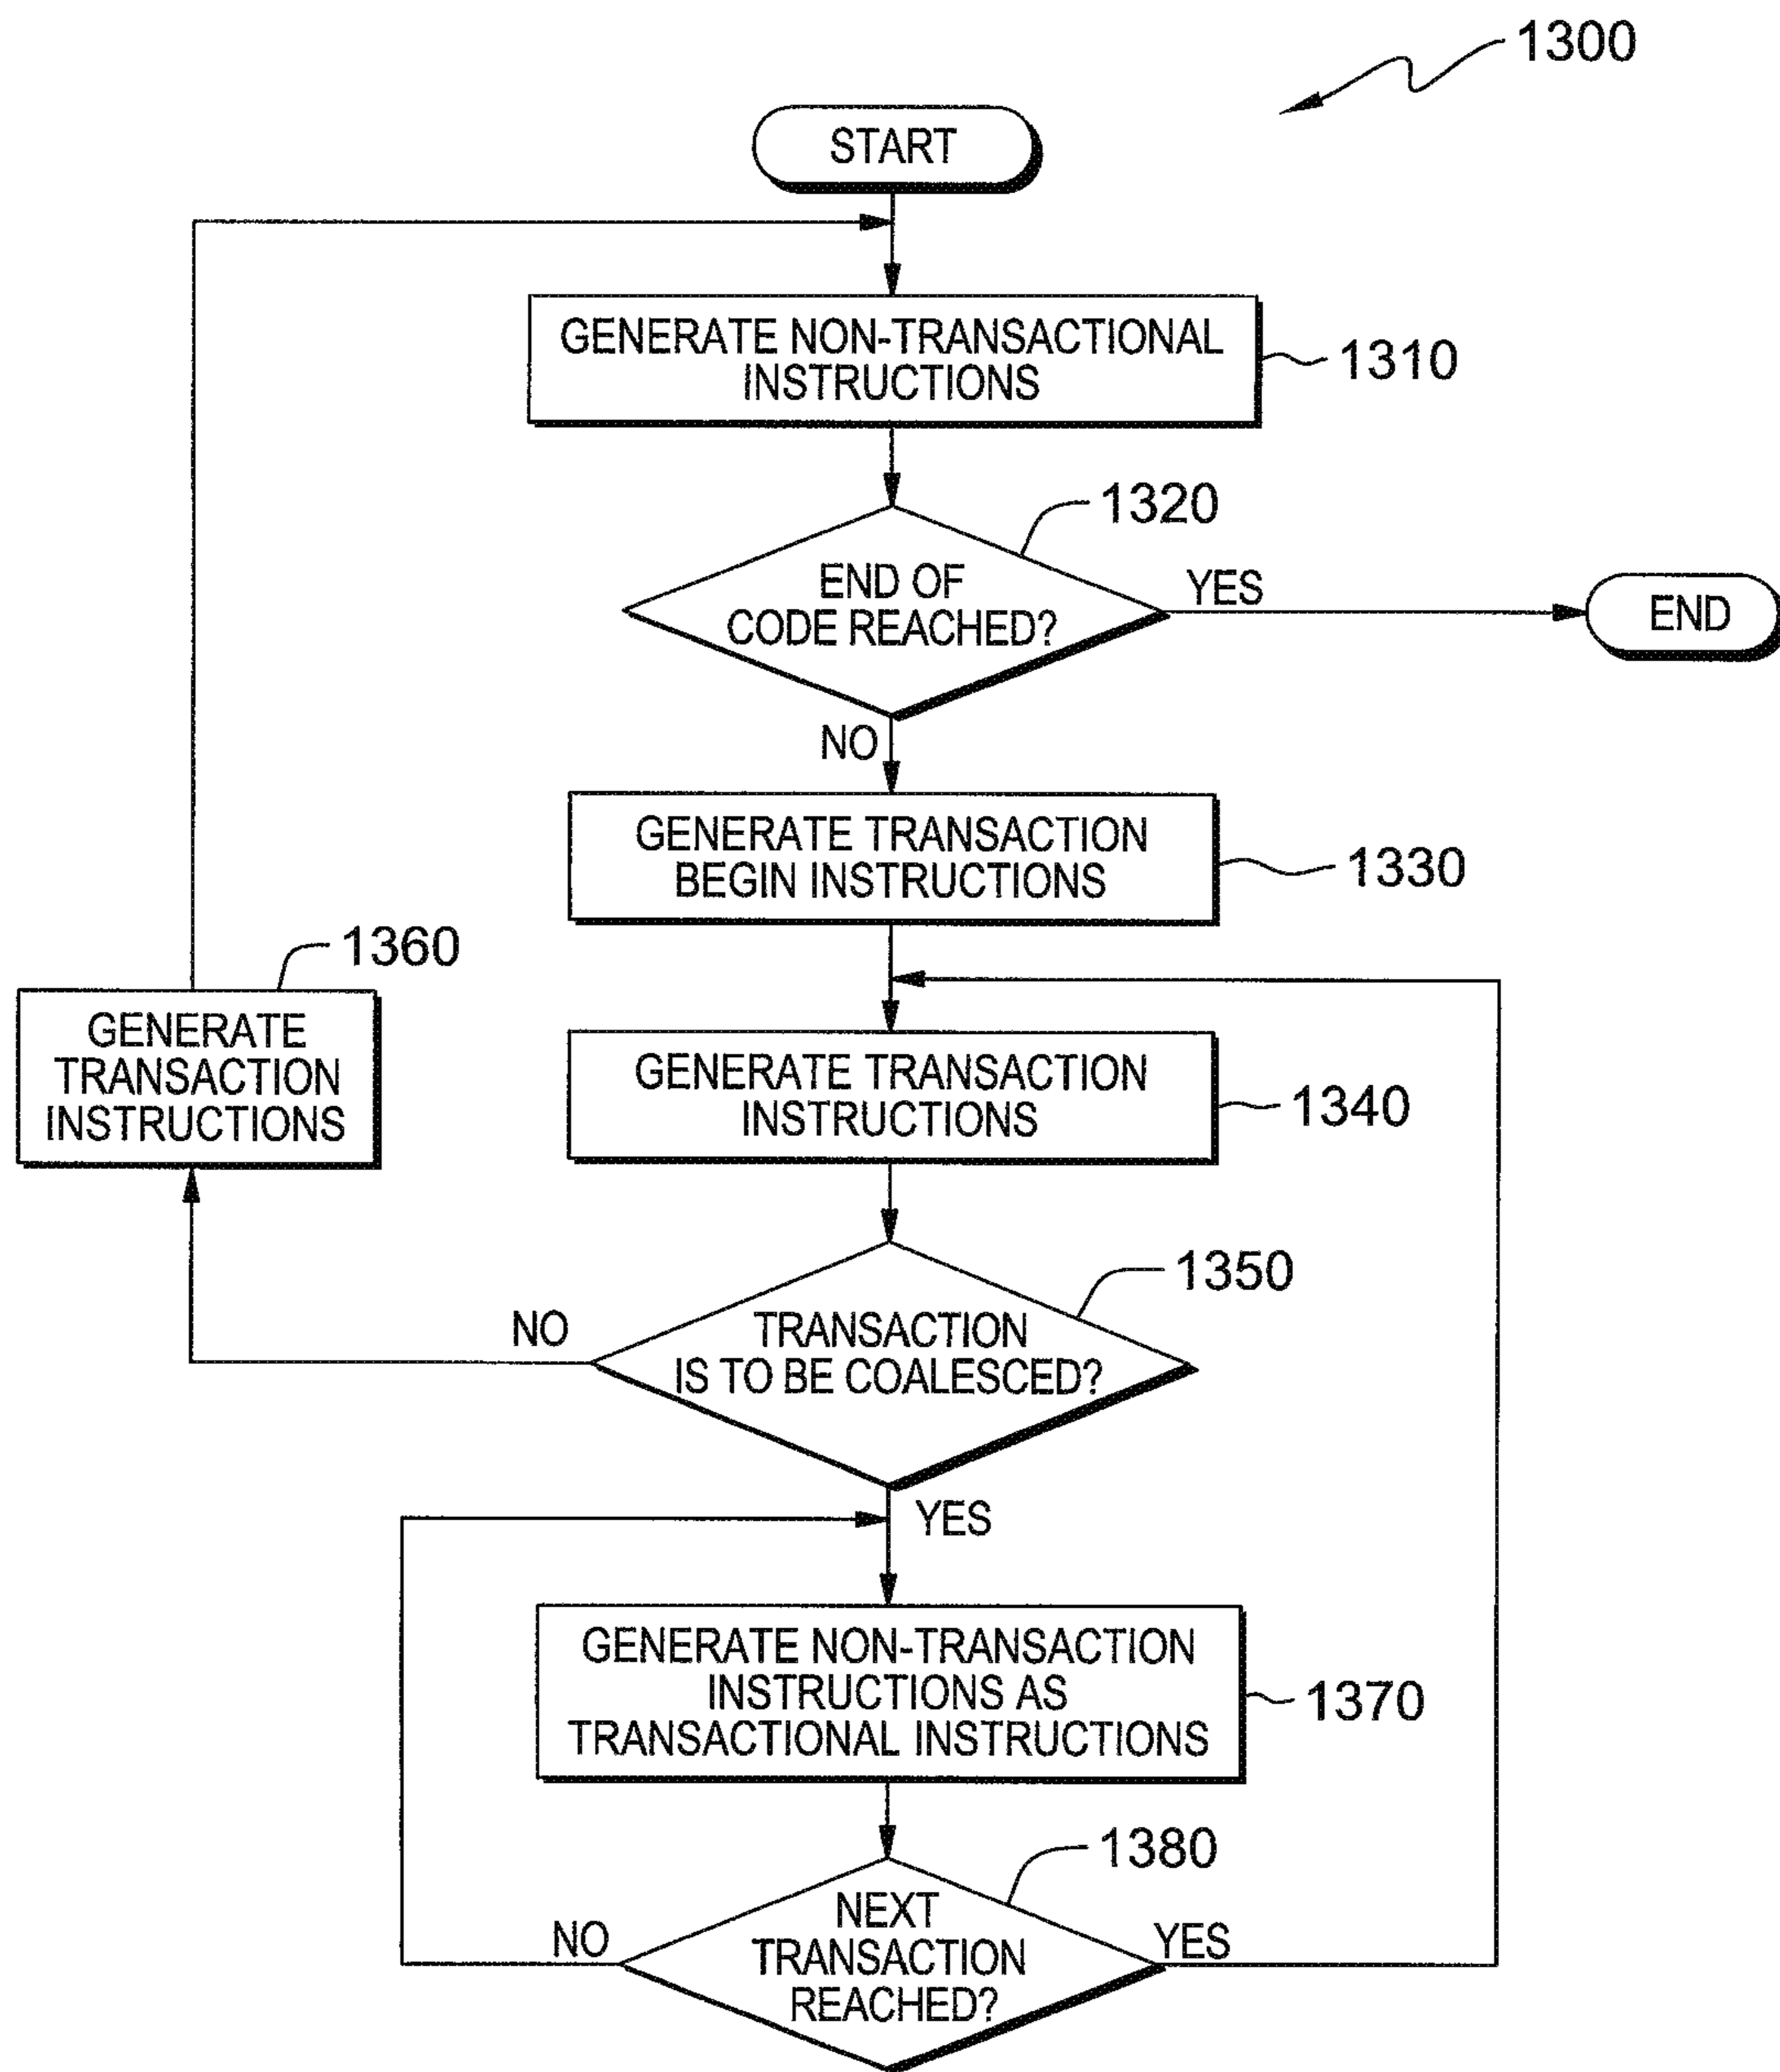 1300
START
GENERATE NON-TRANSACTIONAL
INSTRUCTIONS
1310
1320
END OF
CODE REACHED?
YES
END
NO
GENERATE TRANSACTION
BEGIN INSTRUCTIONS
1330
1360
GENERATE
TRANSACTION
INSTRUCTIONS
GENERATE TRANSACTION
INSTRUCTIONS
1340
1350
NO
TRANSACTION
IS TO BE COALESCED?
YES
GENERATE NON-TRANSACTION
INSTRUCTIONS AS
TRANSACTIONAL INSTRUCTIONS
1370
1380
NO
NEXT
TRANSACTION
REACHED?
YES